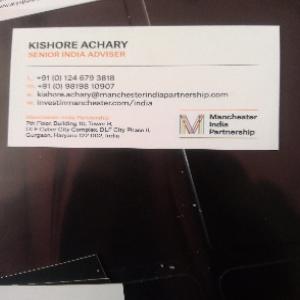 KISHORE ACHARY
SENIOR INDIA ADVISER
+91 (0) 124 679 3818
+91 (0) 98198 10907
kishore.achary@manchesterindiapartnership.com
investinmanchester.com/india
Manchester India Partnership
7th Floor, Building 10, Tower H,
DLF Cyber City Complex, DLF City Phase II,
Gurgaon, Haryana 122 002, India
Manchester
India
Partnership